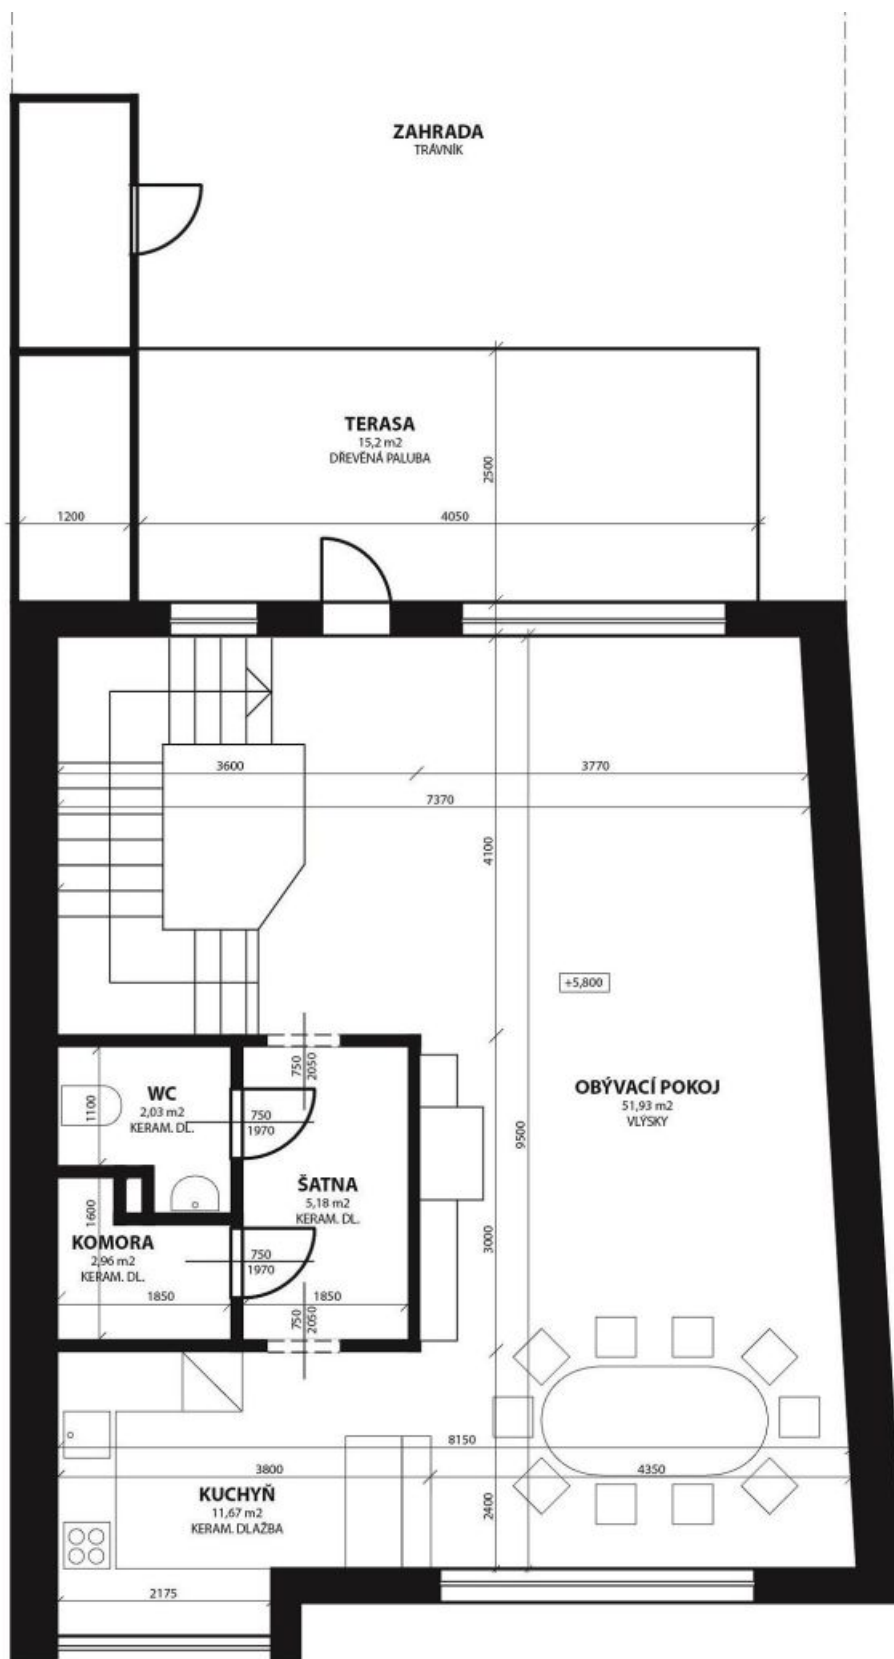 ZAHRADA
TRÁVNÍK
TERASA
15,2 m2
DŘEVĚNÁ PALUBA
2500
1200
4050
3600
3770
7370
4100
+5,800
750
2050
WC
2,03 m2
KERAM. DL.
1100
750
1970
OBÝVACÍ POKOJ
51,93 m2
VLÝSKY
9500
ŠATNA
5,18 m2
KERAM. DL.
1600
KOMORA
2,96 m2
KERAM. DL.
750
1970
3000
1850
1850
750
2050
8150
3800
4350
KUCHYŇ
11,67 m2
KERAM. DLAŽBA
2400
2175